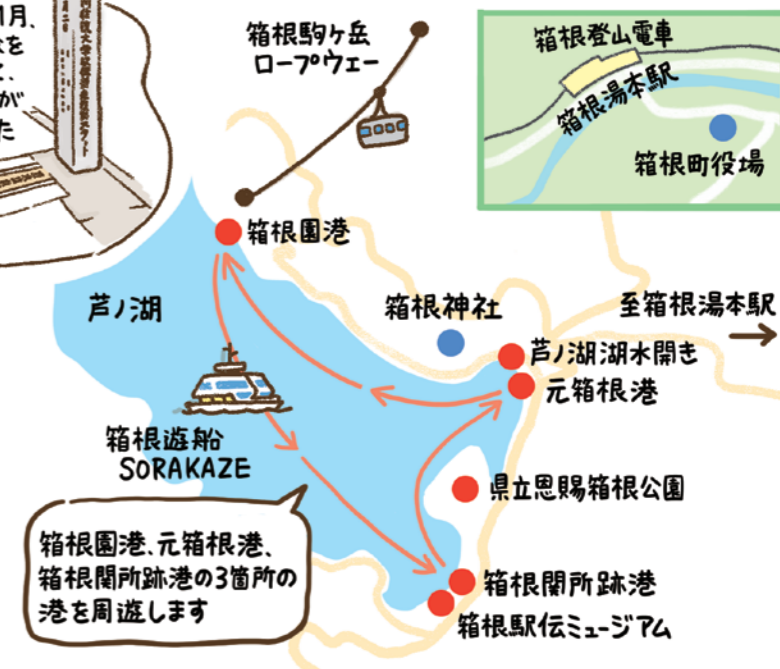 1月、
を
、
が
た
箱根駒ヶ岳
ロープウェー
箱根登山電車
箱根湯本駅
箱根町役場
箱根園港
芦ノ湖
箱根神社
至箱根湯本駅
芦ノ湖湖水開き
元箱根港
箱根遊船
SORAKAZE
県立恩賜箱根公園
箱根園港、元箱根港、
箱根関所跡港の3箇所の
港を周遊します
箱根関所跡港
箱根駅伝ミュージアム